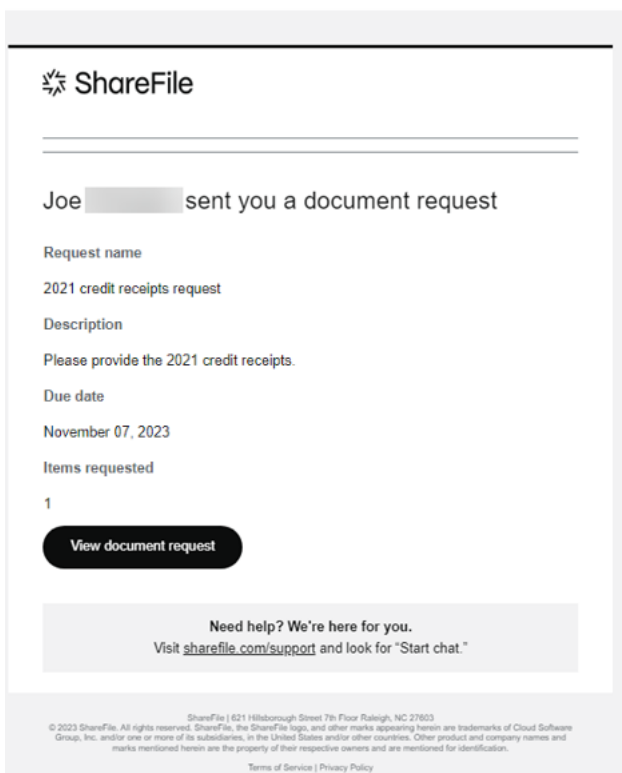 ShareFile
Joe sent you a document request
Request name
2021 credit receipts request
Description
Please provide the 2021 credit receipts.
Due date
November 07, 2023
Items requested
1
View document request
Need help? We're here for you.
Visit sharefile.com/support and look for “Start chat.”
ShareFile | 621 Hillsborough Street 7th Floor Raleigh, NC 27603
© 2023 ShareFile. All rights reserved. ShareFile, the ShareFile logo, and other marks appearing herein are trademarks of Cloud Software
Group, Inc. and/or one or more of its subsidiaries, in the United States and/or other countries. Other product and company names and
marks mentioned herein are the property of their respective owners and are mentioned for identification.
Terms of Service | Privacy Policy